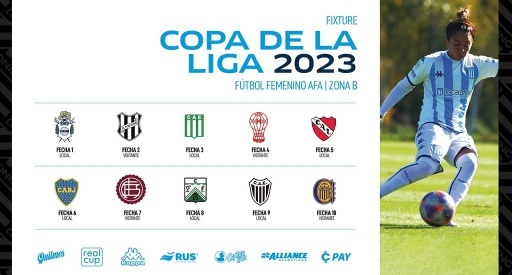 FIXTURE
COPA DE LA
LIGA 2023
FÚTBOL FEMENINO AFA | ZONA B
FECHA 1
LOCAL
FECHA 2
VISITANTE
FECHA 3
LOCAL
FECHA 4
VISITANTE
FECHA 5
LOCAL
FECHA 6
LOCAL
FECHA 7
VISITANTE
FECHA 8
LOCAL
FECHA 9
LOCAL
FECHA 10
VISITANTE
CABJ
Quilmes
real
cup
Kappa
RUS
ALLIANCE
PAY